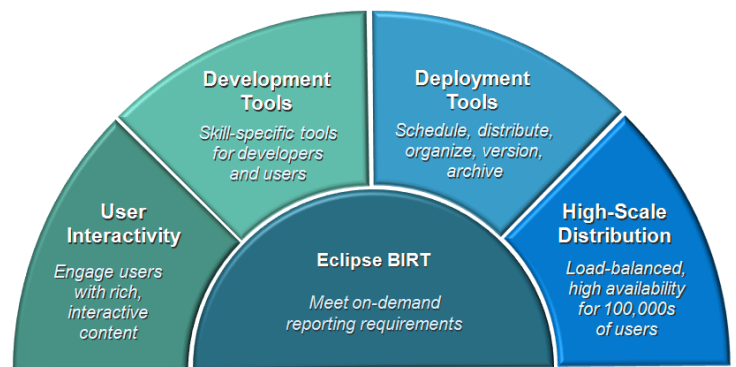 User
Interactivity
Engage users
with rich,
interactive
content
Development
Tools
Skill-specific tools
for developers
and users
Deployment
Tools
Schedule, distribute,
organize, version,
archive
High-Scale
Distribution
Load-balanced,
high availability
for 100,000s
of users
Eclipse BIRT
Meet on-demand
reporting requirements